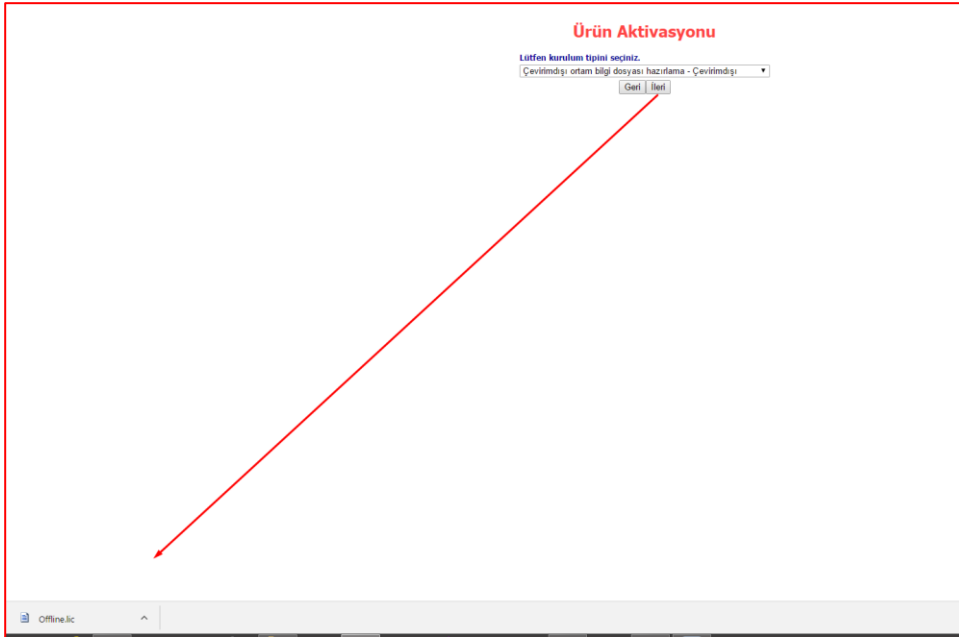 Ürün Aktivasyonu
Lütfen kurulum tipini seçiniz.
Çevirimdışı ortam bilgi dosyası hazırlama - Çevirimdışı
Geri İleri
Offline.lic